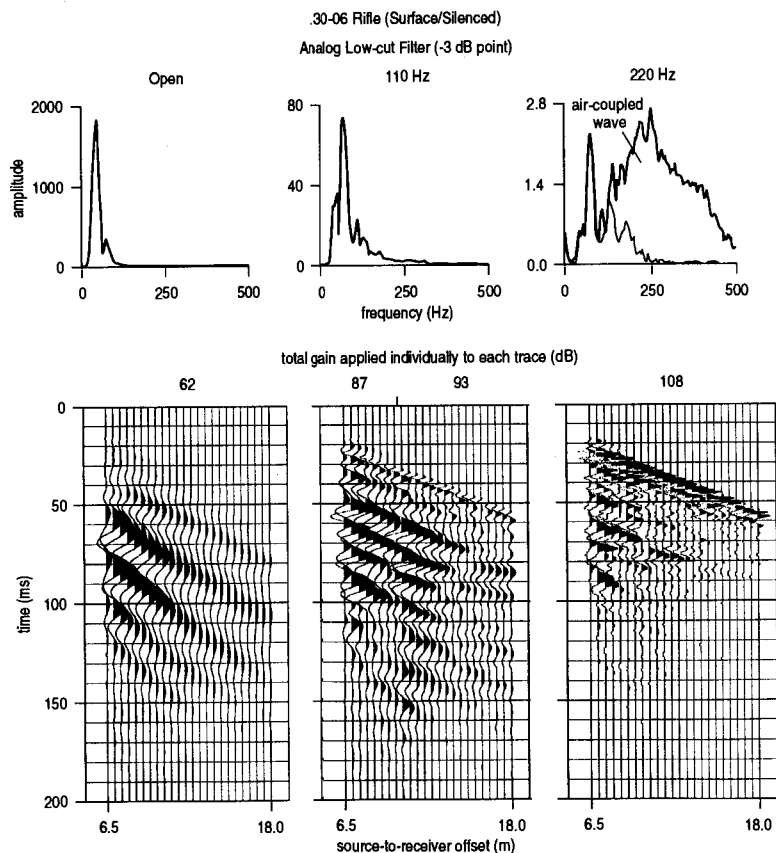 .30-06 Rifle (Surface/Silenced)
Analog Low-cut Filter (-3 dB point)
Open
110 Hz
220 Hz
2000
1000
0
amplitude
0 250 500
80
40
0
0 250 500
frequency (Hz)
2.8
1.4
0.0
air-coupled
wave
0 250 500
total gain applied individually to each trace (dB)
62
87
93
108
0
50
100
150
200
time (ms)
6.5 18.0
6.5 18.0
6.5 18.0
source-to-receiver offset (m)